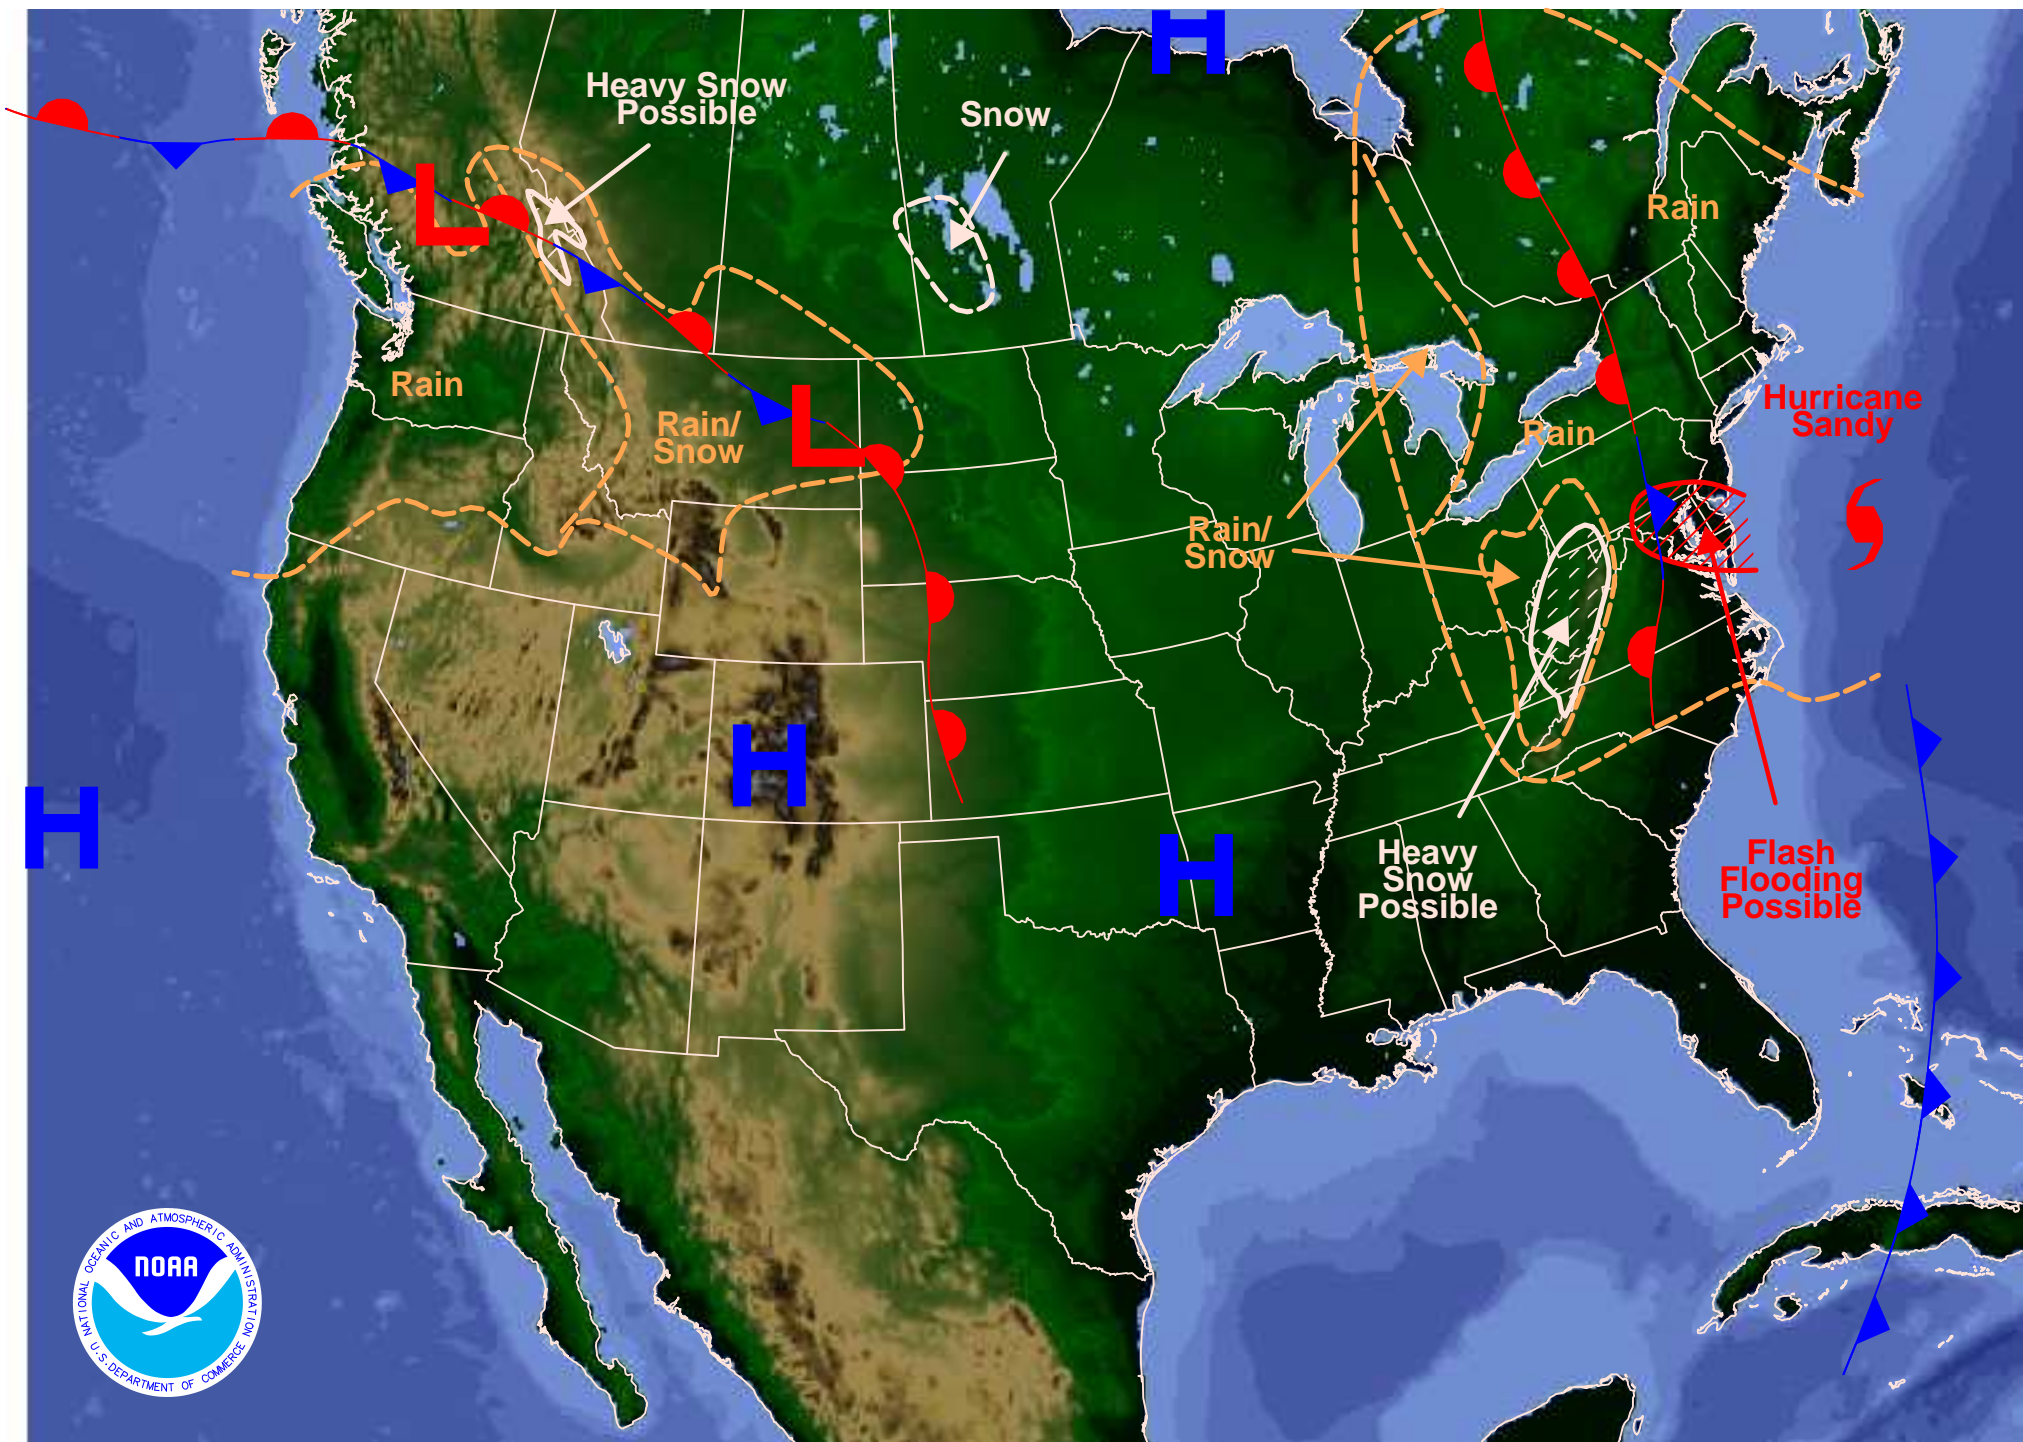 H
Heavy Snow
Possible
Snow
L
Rain
Rain
Rain/
Snow
L
Hurricane
Sandy
Rain
Rain/
Snow
H
H
H
Heavy
Snow
Possible
Flash
Flooding
Possible
NATIONAL OCEANIC AND ATMOSPHERIC ADMINISTRATION
NOAA
U.S. DEPARTMENT OF COMMERCE